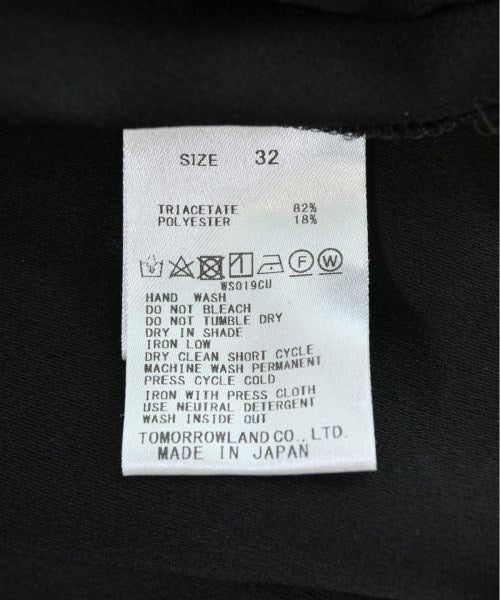 SIZE 32
TRIACETATE 82%
POLYESTER 18%
F W
WS019CU
HAND WASH
DO NOT BLEACH
DO NOT TUMBLE DRY
DRY IN SHADE
IRON LOW
DRY CLEAN SHORT CYCLE
MACHINE WASH PERMANENT
PRESS CYCLE COLD
IRON WITH PRESS CLOTH
USE NEUTRAL DETERGENT
WASH INSIDE OUT
TOMORROWLAND CO., LTD.
MADE IN JAPAN